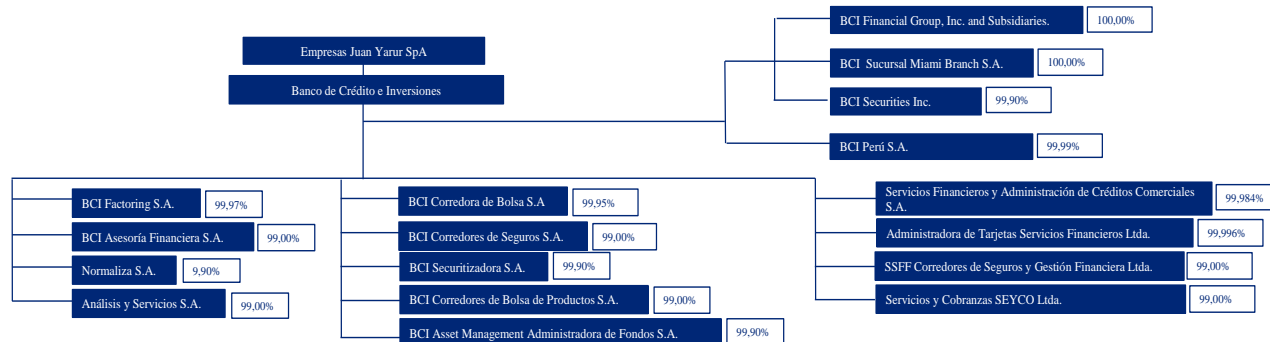 Empresas Juan Yarur SpA
Banco de Crédito e Inversiones
BCI Financial Group, Inc. and Subsidiaries.
100,00%
BCI Sucursal Miami Branch S.A.
100,00%
BCI Securities Inc.
99,90%
BCI Perú S.A.
99,99%
BCI Factoring S.A.
99,97%
BCI Asesoría Financiera S.A.
99,00%
Normaliza S.A.
9,90%
Análisis y Servicios S.A.
99,00%
BCI Corredora de Bolsa S.A
99,95%
BCI Corredores de Seguros S.A.
99,00%
BCI Securitizadora S.A.
99,90%
BCI Corredores de Bolsa de Productos S.A.
99,00%
BCI Asset Management Administradora de Fondos S.A.
99,90%
Servicios Financieros y Administración de Créditos Comerciales
S.A.
99,984%
Administradora de Tarjetas Servicios Financieros Ltda.
99,996%
SSFF Corredores de Seguros y Gestión Financiera Ltda.
99,00%
Servicios y Cobranzas SEYCO Ltda.
99,00%